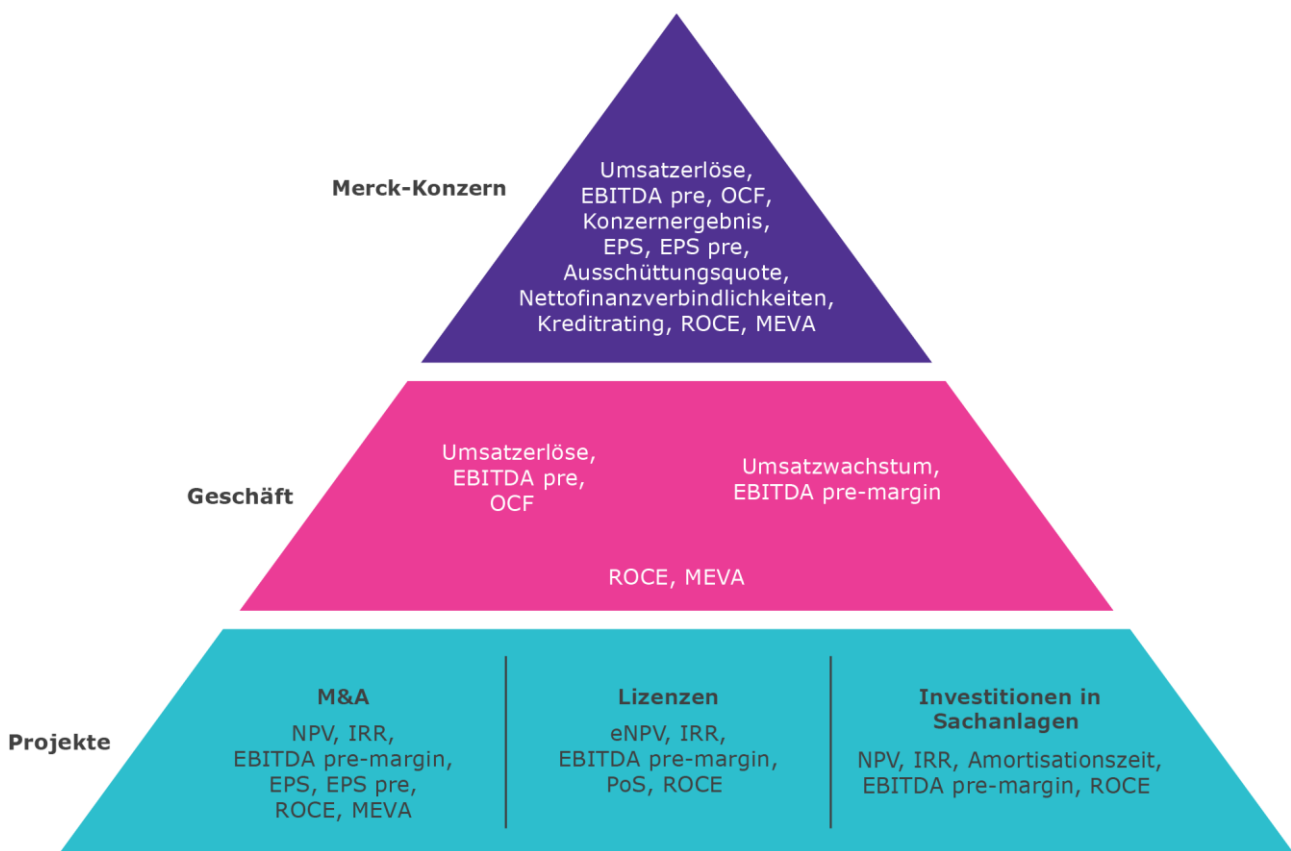 Merck-Konzern
Umsatzerlöse,
EBITDA pre, OCF,
Konzernergebnis,
EPS, EPS pre,
Ausschüttungsquote,
Nettofinanzverbindlichkeiten,
Kreditrating, ROCE, MEVA
Geschäft
Umsatzerlöse,
EBITDA pre,
OCF
Umsatzwachstum,
EBITDA pre-margin
ROCE, MEVA
Projekte
M&A
NPV, IRR,
EBITDA pre-margin,
EPS, EPS pre,
ROCE, MEVA
Lizenzen
eNPV, IRR,
EBITDA pre-margin,
PoS, ROCE
Investitionen in
Sachanlagen
NPV, IRR, Amortisationszeit,
EBITDA pre-margin, ROCE